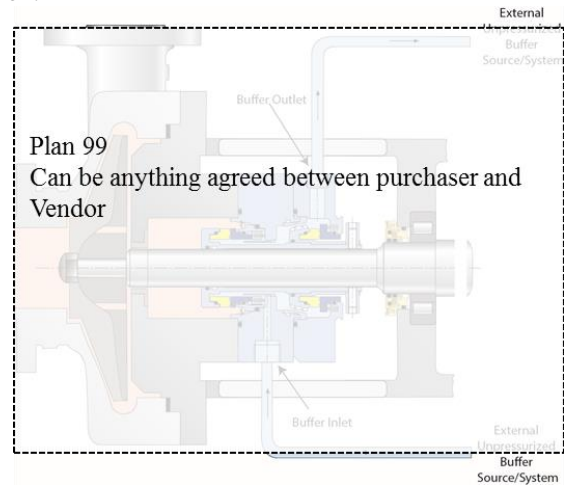 External
Unpressurized
Buffer
Source/System
Buffer Outlet
Plan 99
Can be anything agreed between purchaser and
Vendor
Buffer Inlet
External
Unpressurized
Buffer
Source/System